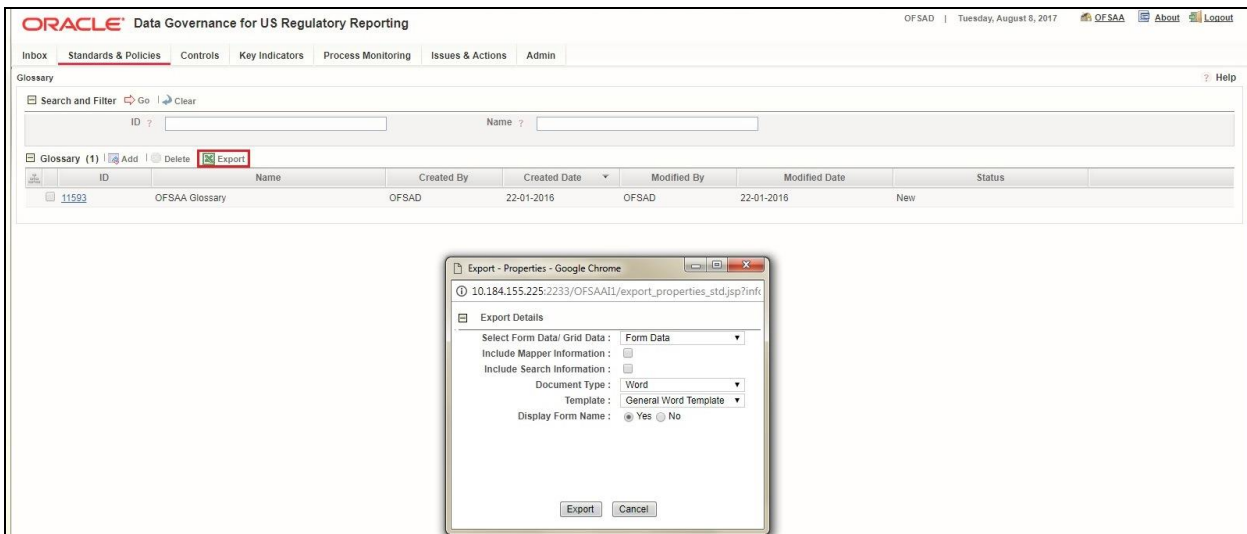 ORACLE® Data Governance for US Regulatory Reporting
OFSAD | Tuesday, August 8, 2017 OFSAA About Logout
Inbox Standards & Policies Controls Key Indicators Process Monitoring Issues & Actions Admin
Glossary ? Help
Search and Filter Go | Clear
ID ? Name ?
Glossary (1) | Add | Delete Export
ID Name Created By Created Date Modified By Modified Date Status
11593 OFSAA Glossary OFSAD 22-01-2016 OFSAD 22-01-2016 New
Export - Properties - Google Chrome
10.184.155.225:2233/OFSAAI1/export_properties_std.jsp?info
Export Details
Select Form Data/ Grid Data : Form Data
Include Mapper Information :
Include Search Information :
Document Type : Word
Template : General Word Template
Display Form Name : Yes No
Export Cancel